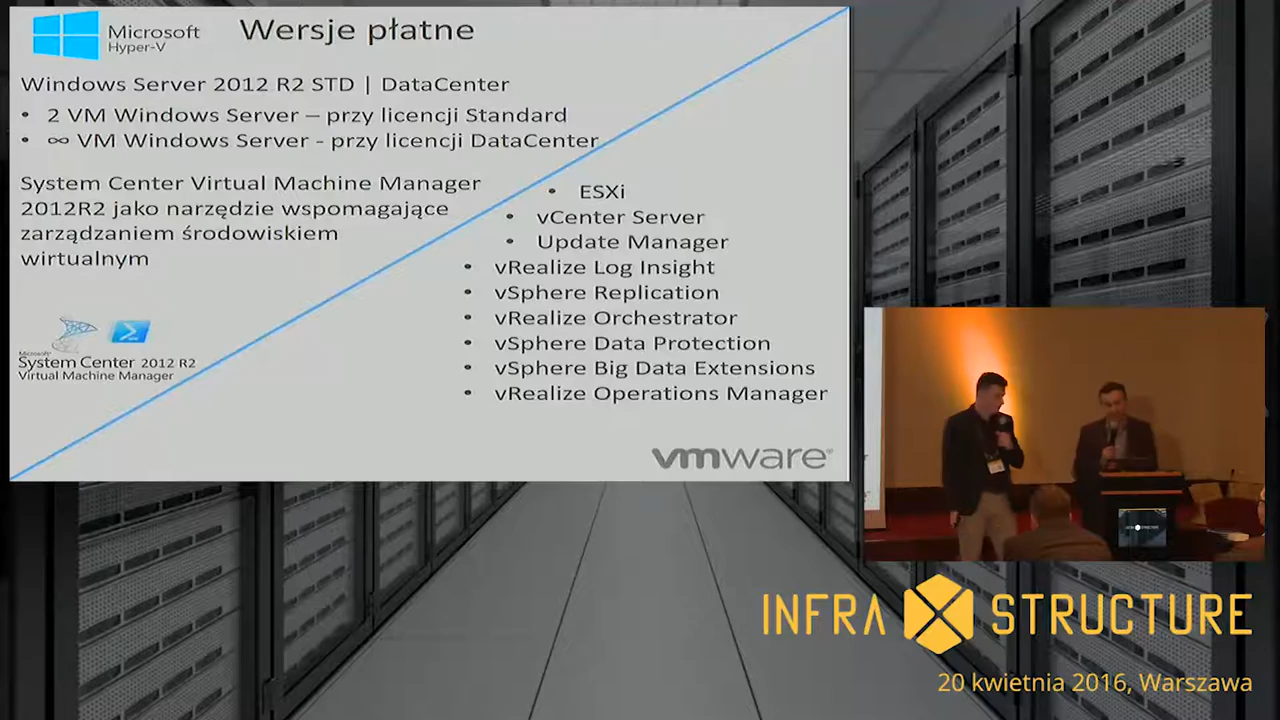 Microsoft
Hyper-V
Wersje płatne
Windows Server 2012 R2 STD | DataCenter
• 2 VM Windows Server – przy licencji Standard
• ∞ VM Windows Server - przy licencji DataCenter
System Center Virtual Machine Manager
2012R2 jako narzędzie wspomagające
zarządzaniem środowiskiem
wirtualnym
Microsoft
System Center 2012 R2
Virtual Machine Manager
• ESXi
• vCenter Server
• Update Manager
• vRealize Log Insight
• vSphere Replication
• vRealize Orchestrator
• vSphere Data Protection
• vSphere Big Data Extensions
• vRealize Operations Manager
vmware®
INFRA STRUCTURE
20 kwietnia 2016, Warszawa